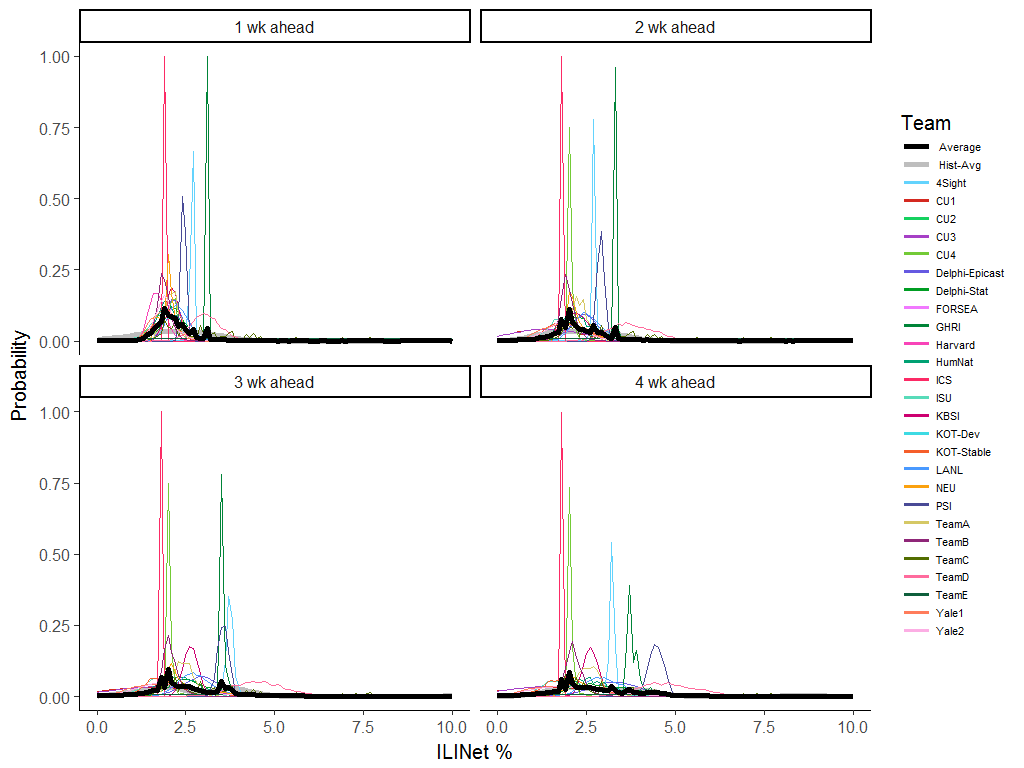 1 wk ahead
2 wk ahead
1.00
0.75
0.50
0.25
0.00
3 wk ahead
4 wk ahead
1.00
0.75
0.50
0.25
0.00
0.0
2.5
5.0
7.5
10.0
0.0
2.5
5.0
7.5
10.0
Probability
ILINet %
Team
Average
Hist-Avg
4Sight
CU1
CU2
CU3
CU4
Delphi-Epicast
Delphi-Stat
FORSEA
GHRI
Harvard
HumNat
ICS
ISU
KBSI
KOT-Dev
KOT-Stable
LANL
NEU
PSI
TeamA
TeamB
TeamC
TeamD
TeamE
Yale1
Yale2